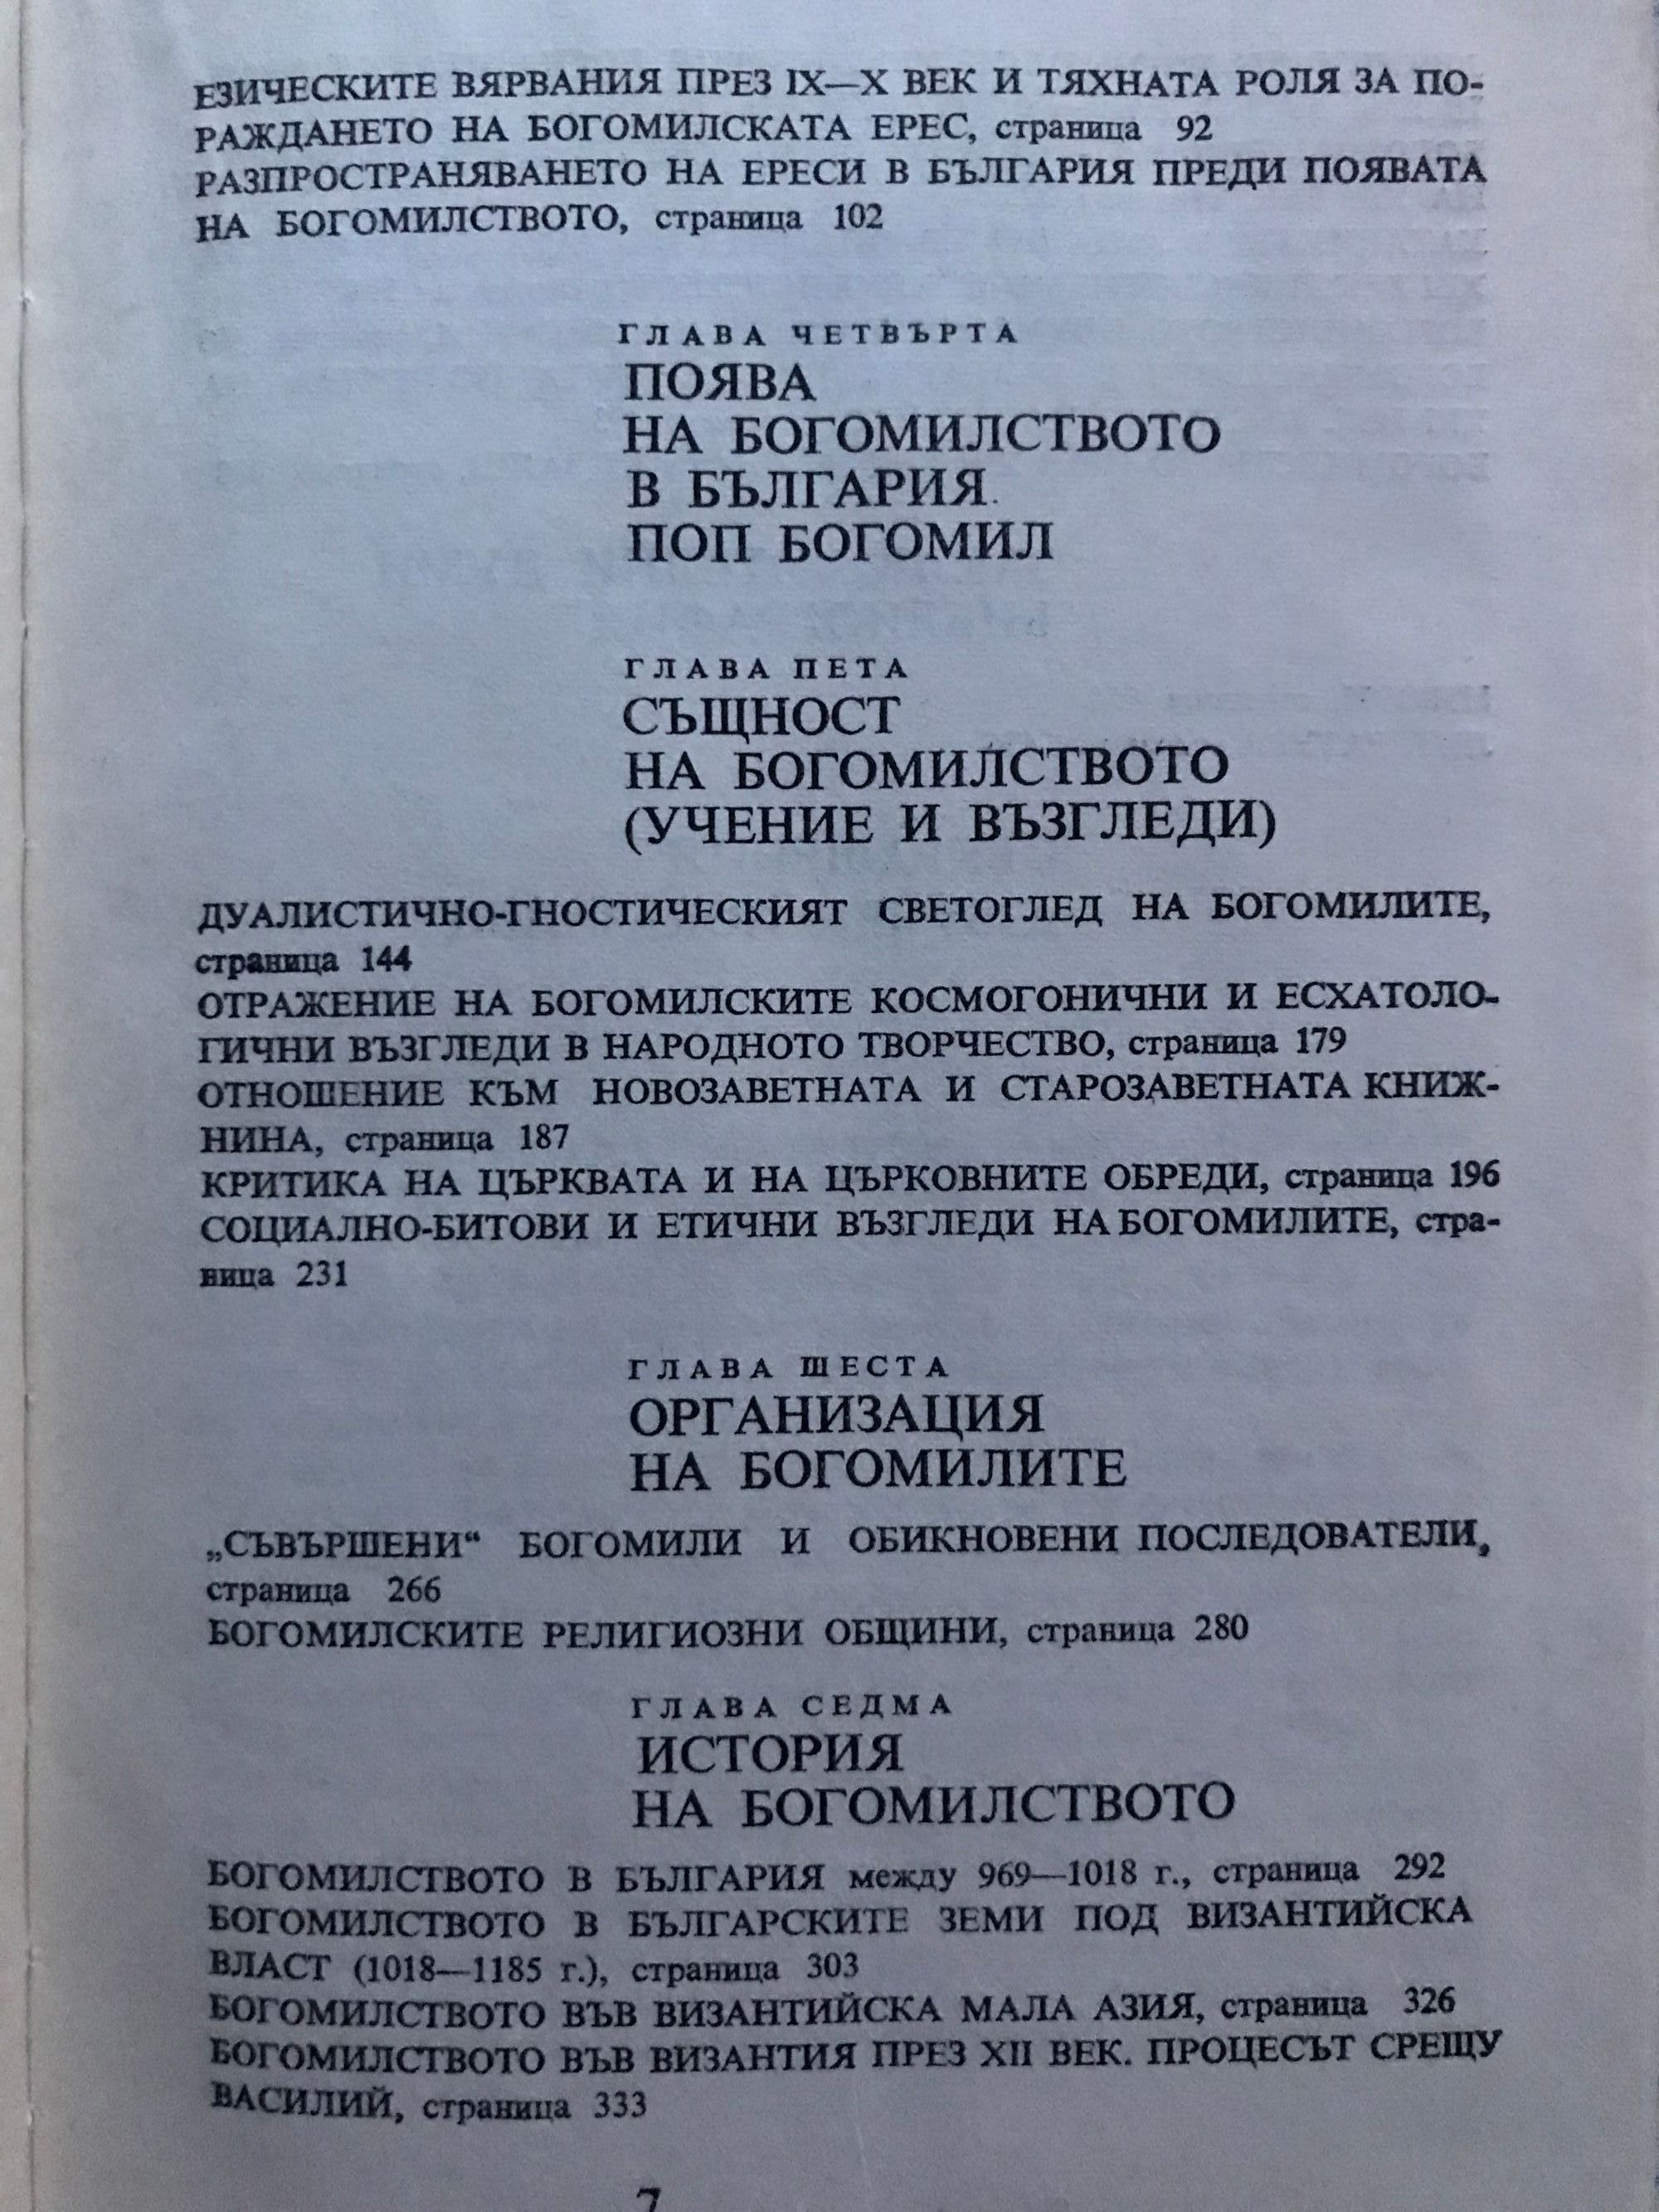 ЕЗИЧЕСКИТЕ ВЯРВАНИЯ ПРЕЗ IX—X ВЕК И ТЯХНАТА РОЛЯ ЗА ПО-
РАЖДАНЕТО НА БОГОМИЛСКАТА ЕРЕС, страница 92
РАЗПРОСТРАНЯВАНЕТО НА ЕРЕСИ В БЪЛГАРИЯ ПРЕДИ ПОЯВАТА
НА БОГОМИЛСТВОТО, страница 102
ГЛАВА ЧЕТВЪРТА
ПОЯВА
НА БОГОМИЛСТВОТО
В БЪЛГАРИЯ.
ПОП БОГОМИЛ
ГЛАВА ПЕТА
СЪЩНОСТ
НА БОГОМИЛСТВОТО
(УЧЕНИЕ И ВЪЗГЛЕДИ)
ДУАЛИСТИЧНО-ГНОСТИЧЕСКИЯТ СВЕТОГЛЕД НА БОГОМИЛИТЕ,
страница 144
ОТРАЖЕНИЕ НА БОГОМИЛСКИТЕ КОСМОГОНИЧНИ И ЕСХАТОЛО-
ГИЧНИ ВЪЗГЛЕДИ В НАРОДНОТО ТВОРЧЕСТВО, страница 179
ОТНОШЕНИЕ КЪМ НОВОЗАВЕТНАТА И СТАРОЗАВЕТНАТА КНИЖ-
НИНА, страница 187
КРИТИКА НА ЦЪРКВАТА И НА ЦЪРКОВНИТЕ ОБРЕДИ, страница 196
СОЦИАЛНО-БИТОВИ И ЕТИЧНИ ВЪЗГЛЕДИ НА БОГОМИЛИТЕ, стра-
ница 231
ГЛАВА ШЕСТА
ОРГАНИЗАЦИЯ
НА БОГОМИЛИТЕ
„СЪВЪРШЕНИ“ БОГОМИЛИ И ОБИКНОВЕНИ ПОСЛЕДОВАТЕЛИ,
страница 266
БОГОМИЛСКИТЕ РЕЛИГИОЗНИ ОБЩИНИ, страница 280
ГЛАВА СЕДМА
ИСТОРИЯ
НА БОГОМИЛСТВОТО
БОГОМИЛСТВОТО В БЪЛГАРИЯ между 969—1018 г., страница 292
БОГОМИЛСТВОТО В БЪЛГАРСКИТЕ ЗЕМИ ПОД ВИЗАНТИЙСКА
ВЛАСТ (1018—1185 г.), страница 303
БОГОМИЛСТВОТО ВЪВ ВИЗАНТИЙСКА МАЛА АЗИЯ, страница 326
БОГОМИЛСТВОТО ВЪВ ВИЗАНТИЯ ПРЕЗ XII ВЕК. ПРОЦЕСЪТ СРЕЩУ
ВАСИЛИЙ, страница 333
7